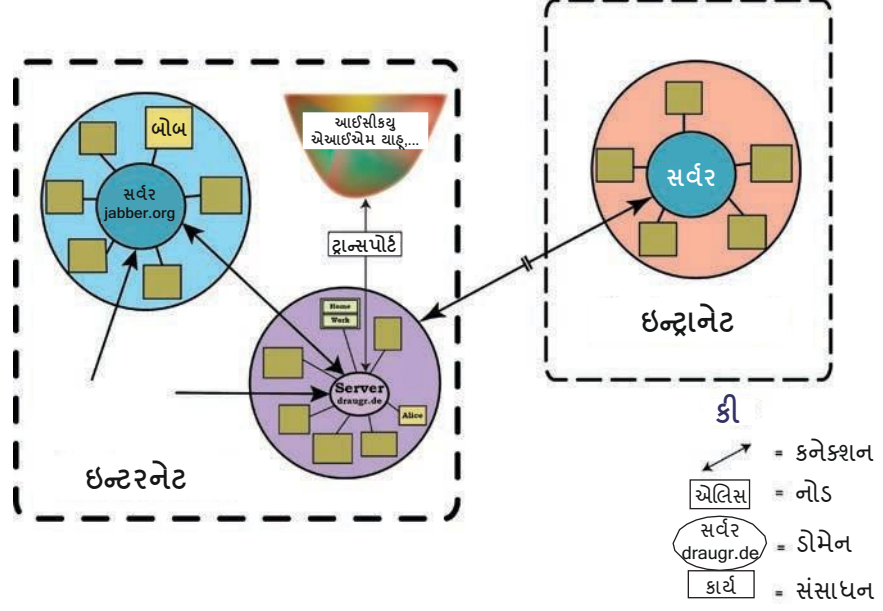 બોબ
સર્વર
jabber.org
આઈસીક્યુ
એઆઈએમ યાહૂ,...
ટ્રાન્સપોર્ટ
Home
Work
Server
draugr.de
Alice
ઇન્ટરનેટ
સર્વર
ઇન્ટ્રાનેટ
કી
= કનેક્શન
એલિસ = નોડ
સર્વર
draugr.de = ડોમેન
કાર્ય = સંસાધન